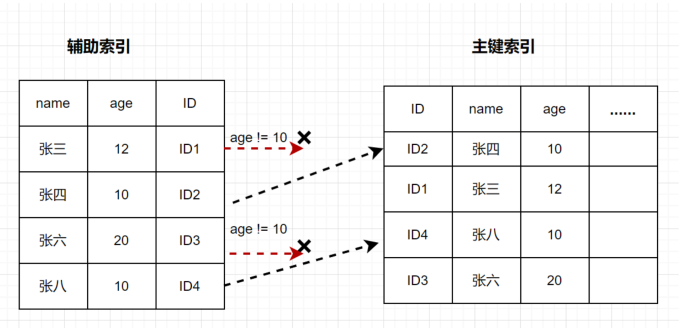 辅助索引
主键索引
name age ID
张三 12 ID1
张四 10 ID2
张六 20 ID3
张八 10 ID4
age != 10
age != 10
ID name age ......
ID2 张四 10
ID1 张三 12
ID4 张八 10
ID3 张六 20